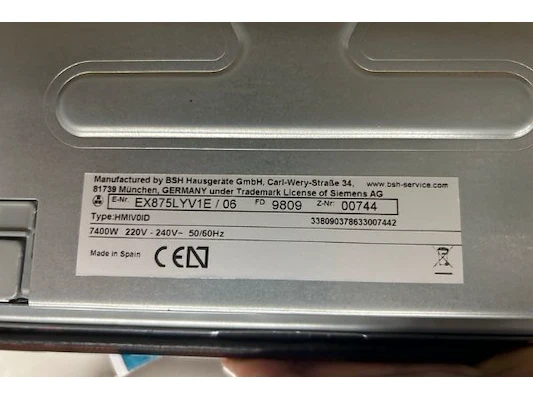 Manufactured by BSH Hausgeräte GmbH, Carl-Wery-Straße 34, www.bsh-service.com
81739 München, GERMANY under Trademark License of Siemens AG
E-Nr. EX875LYV1E / 06 FD 9809 Z-Nr. 00744
Type:HMIV0ID 338090378633007442
7400W 220V - 240V~ 50/60Hz
Made in Spain CE N